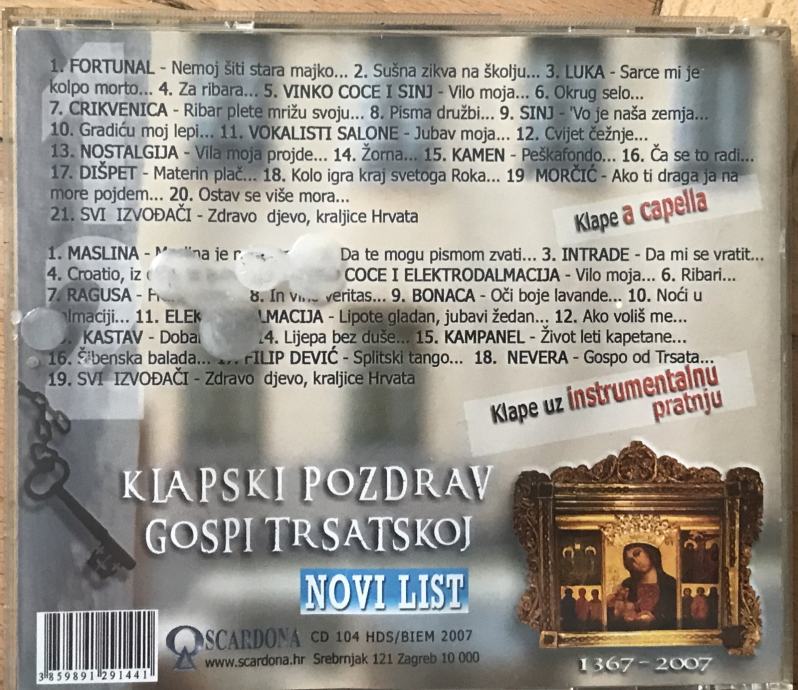 1. FORTUNAL - Nemoj šiti stara majko... 2. Sušna zikva na školju... 3. LUKA - Sarce mi je
kolpo morto... 4. Za ribara... 5. VINKO COCE I SINJ - Vilo moja... 6. Okrug selo...
7. CRIKVENICA - Ribar plete mrižu svoju... 8. Pisma družbi... 9. SINJ - 'Vo je naša zemja...
10. Gradiću moj lepi... 11. VOKALISTI SALONE - Jubav moja... 12. Cvijet čežnje...
13. NOSTALGIJA - Vila moja projde... 14. Žorna... 15. KAMEN - Peškafondo... 16. Ča se to radi...
17. DIŠPET - Materin plač... 18. Kolo igra kraj svetoga Roka... 19 MORČIĆ - Ako ti draga ja na
more pojdem... 20. Ostav se više mora...
21. SVI IZVOĐAČI - Zdravo djevo, kraljice Hrvata
Klape a capella
1. MASLINA - je Da te mogu pismom zvati... 3. INTRADE - Da mi se vratit...
4. Croatio, iz COCE I ELEKTRODALMACIJA - Vilo moja... 6. Ribari...
7. RAGUSA - 8. In veritas... 9. BONACA - Oči boje lavande... 10. Noći u
11. Lipote gladan, jubavi žedan... 12. Ako voliš me...
KASTAV - Lijepa bez duše... 15. KAMPANEL - Život leti kapetane...
16. Šibenska balada... FILIP DEVIĆ - Splitski tango... 18. NEVERA - Gospo od Trsata...
19. SVI IZVOĐAČI - Zdravo djevo, kraljice Hrvata
Klape uz instrumentalnu
pratnju
KLAPSKI POZDRAV
GOSPI TRSATSKOJ
NOVI LIST
SCARDONA CD 104 HDS/BIEM 2007
www.scardona.hr Srebrnjak 121 Zagreb 10 000
3 859891 291441
1367-2007